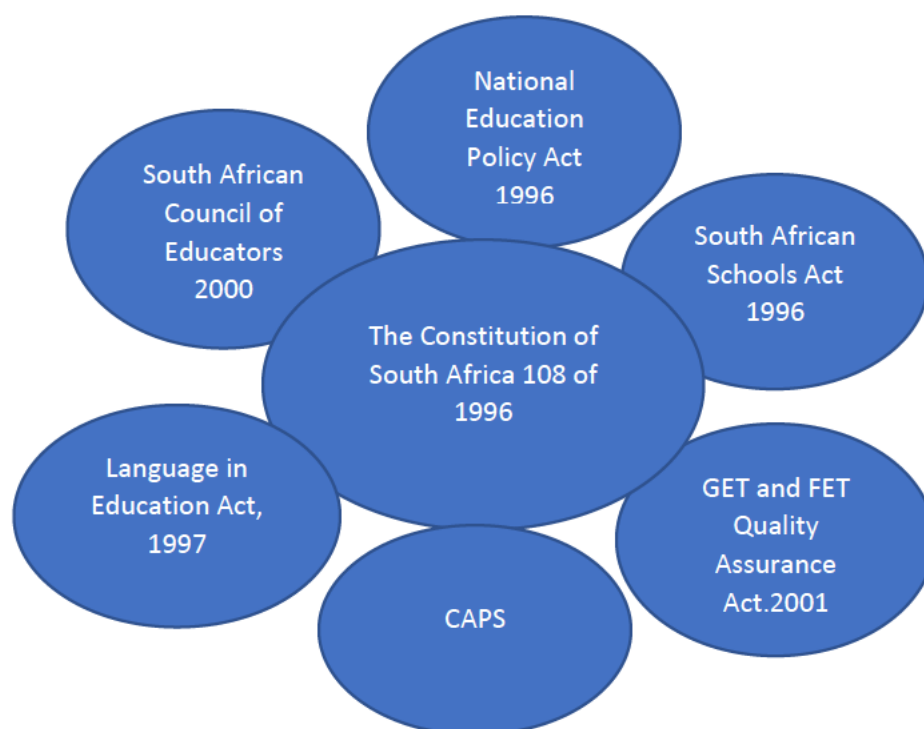 National
Education
Policy Act
1996
South African
Council of
Educators
2000
South African
Schools Act
1996
The Constitution of
South Africa 108 of
1996
Language in
Education Act,
1997
GET and FET
Quality
Assurance
Act.2001
CAPS